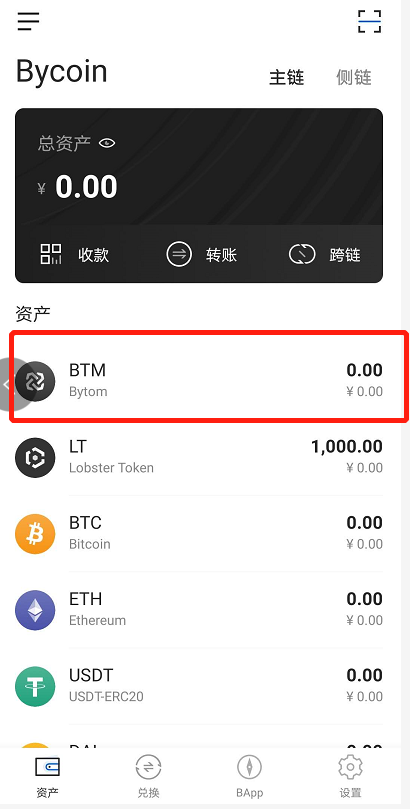 Bycoin
主链 侧链
总资产
¥ 0.00
收款 转账 跨链
资产
BTM 0.00
Bytom ¥ 0.00
LT 1,000.00
Lobster Token ¥ 0.00
BTC 0.00
Bitcoin ¥ 0.00
ETH 0.00
Ethereum ¥ 0.00
USDT 0.00
USDT-ERC20 ¥ 0.00
资产 兑换 BApp 设置